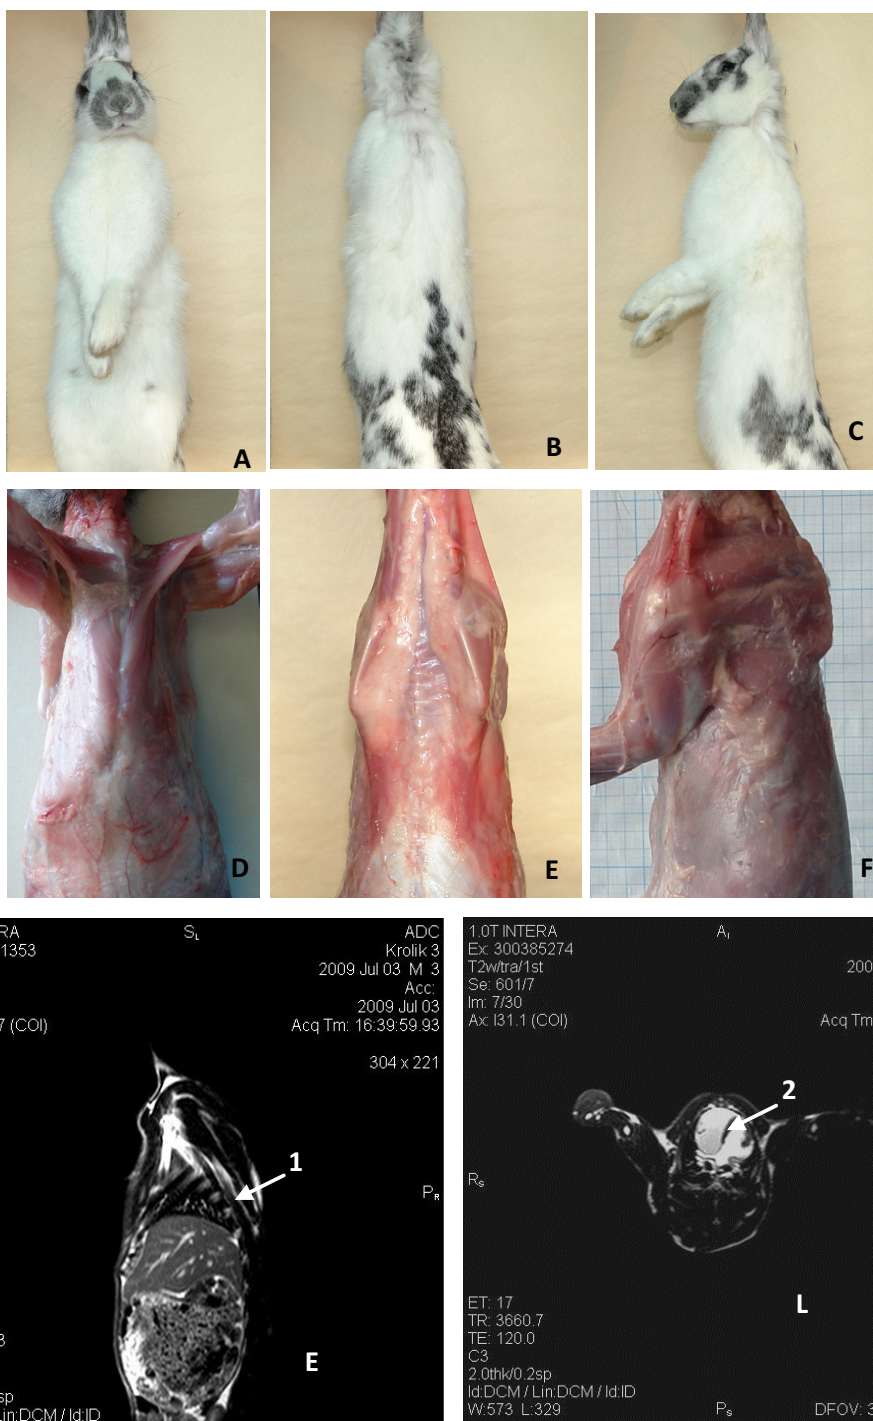 A
B
C
D
E
F
RA
1353
7 (COI)
S L
ADC
Krolik 3
2009 Jul 03 M 3
Acc:
2009 Jul 03
Acq Tm: 16:39:59.93
304 x 221
1
P R
3
E
sp
Lin:DCM / Id:ID
1.0T INTERA
Ex: 300385274
T2w/tra/1st
Se: 601/7
Im: 7/30
Ax: I31.1 (COI)
A I
200
Acq Tm
2
R S
L
ET: 17
TR: 3660.7
TE: 120.0
C3
2.0thk/0.2sp
Id:DCM / Lin:DCM / Id:ID
W:573 L:329
P S
DFOV: 3